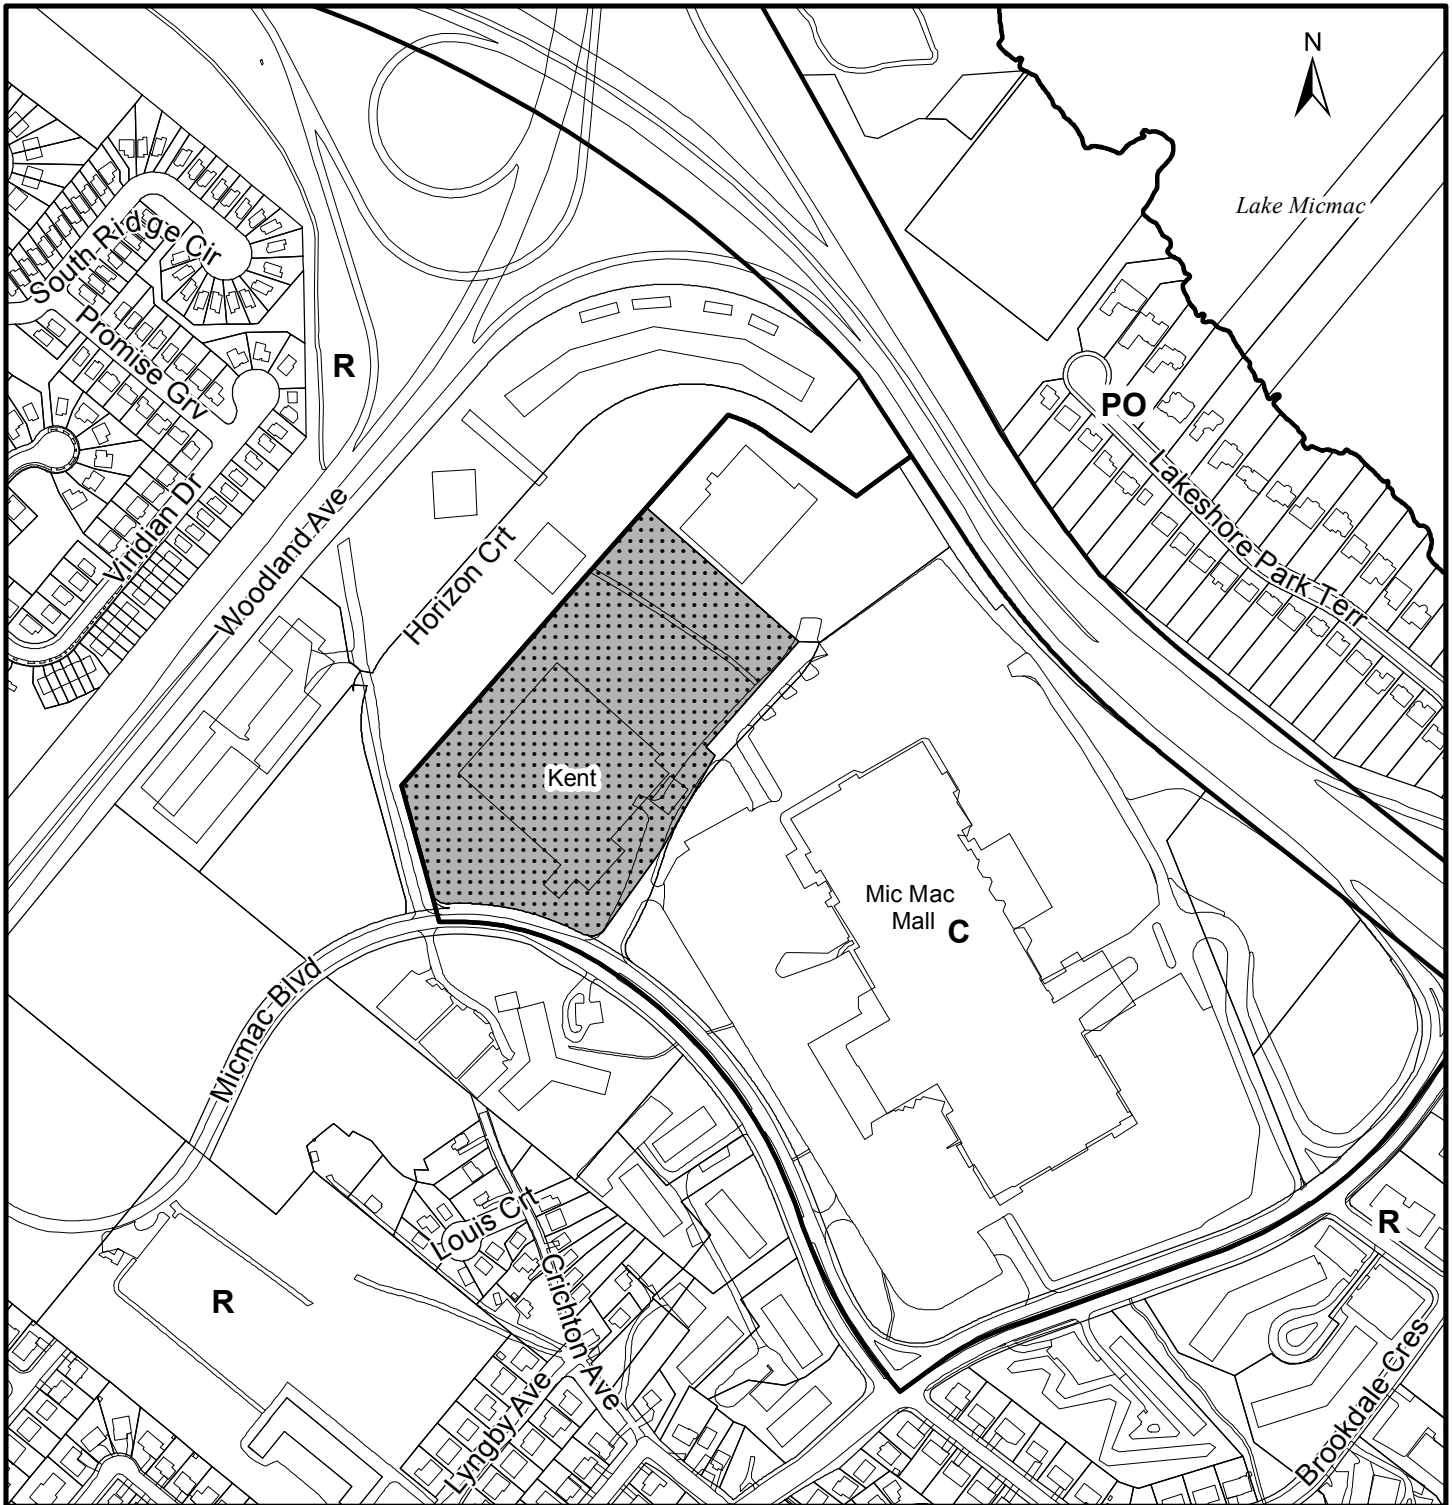 N
Lake Micmac
South Ridge Cir
Promise Grv
R
PO
Viridian Dr
Woodland Ave
Horizon Crt
Lakeshore Park Terr
Kent
Mic Mac
Mall
C
Micmac Blvd
Louis Crt
Crichton Ave
R
R
Lyngby Ave
Brookdale Cres